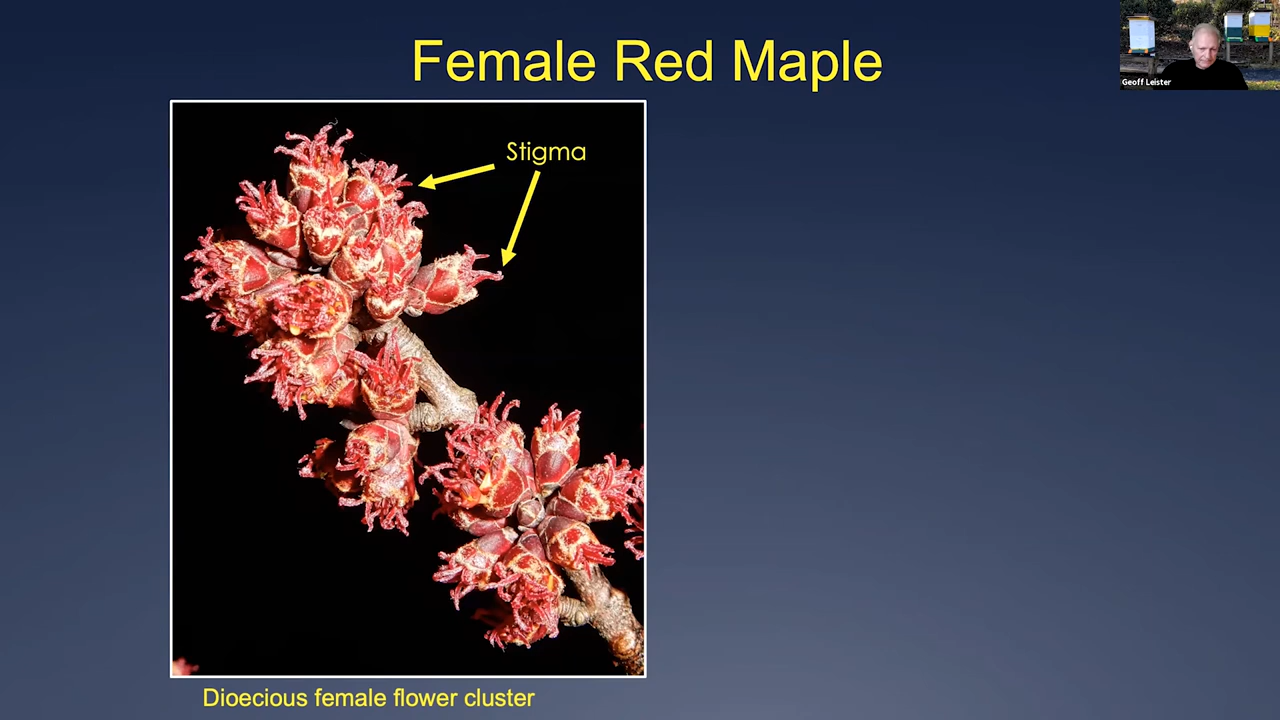 Female Red Maple
Geoff Leister
Stigma
Dioecious female flower cluster